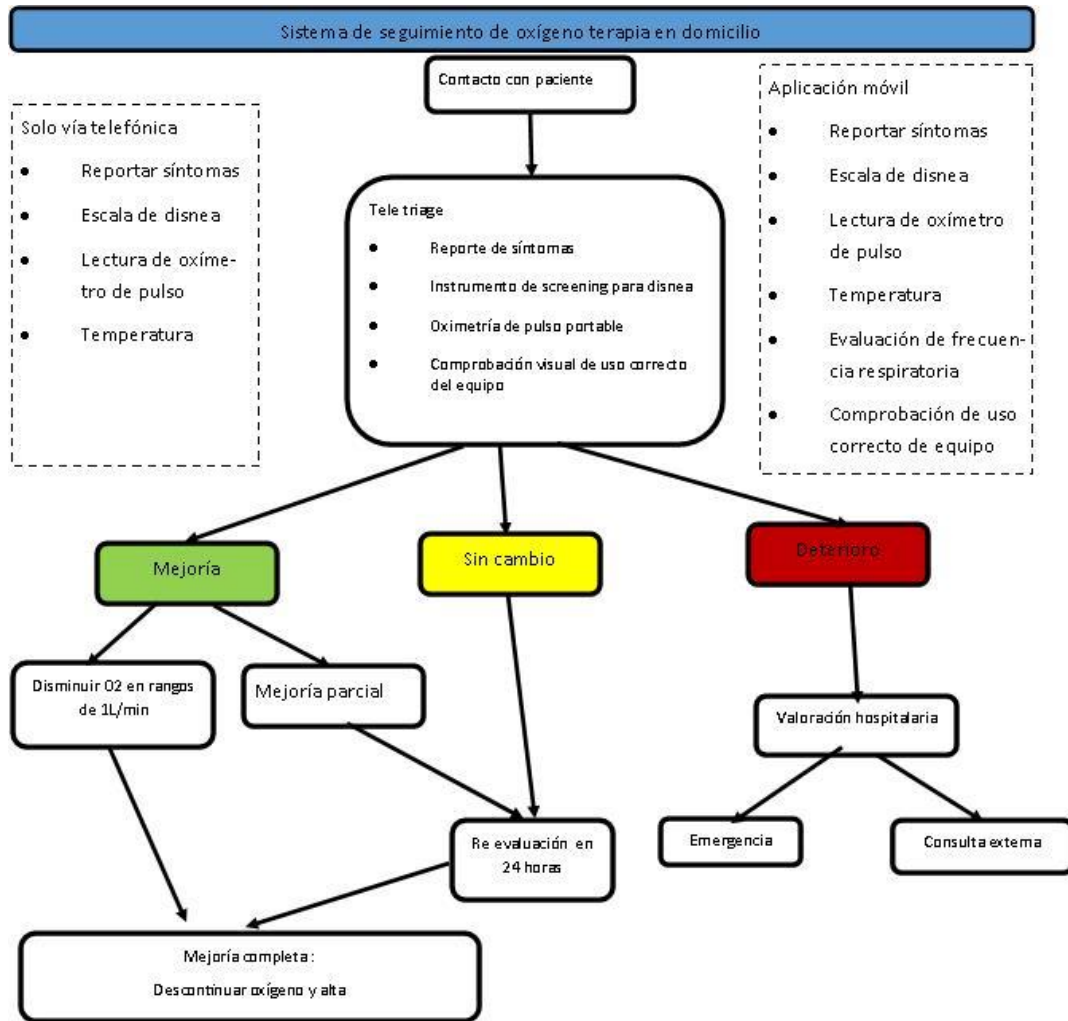 Sistema de seguimiento de oxígeno terapia en domicilio
Contacto con paciente
Solo vía telefónica
• Reportar síntomas
• Escala de disnea
• Lectura de oxíme-
tro de pulso
• Temperatura
Tele triage
• Reporte de síntomas
• Instrumento de screening para disnea
• Oximetría de pulso portable
• Comprobación visual de uso correcto
del equipo
Aplicación móvil
• Reportar síntomas
• Escala de disnea
• Lectura de oxímetro
de pulso
• Temperatura
• Evaluación de frecuen-
cia respiratoria
• Comprobación de uso
correcto de equipo
Mejoría
Sin cambio
Deterioro
Disminuir O2 en rangos
de 1L/min
Mejoría parcial
Valoración hospitalaria
Re evaluación en
24 horas
Emergencia
Consulta externa
Mejoría completa:
Descontinuar oxígeno y alta